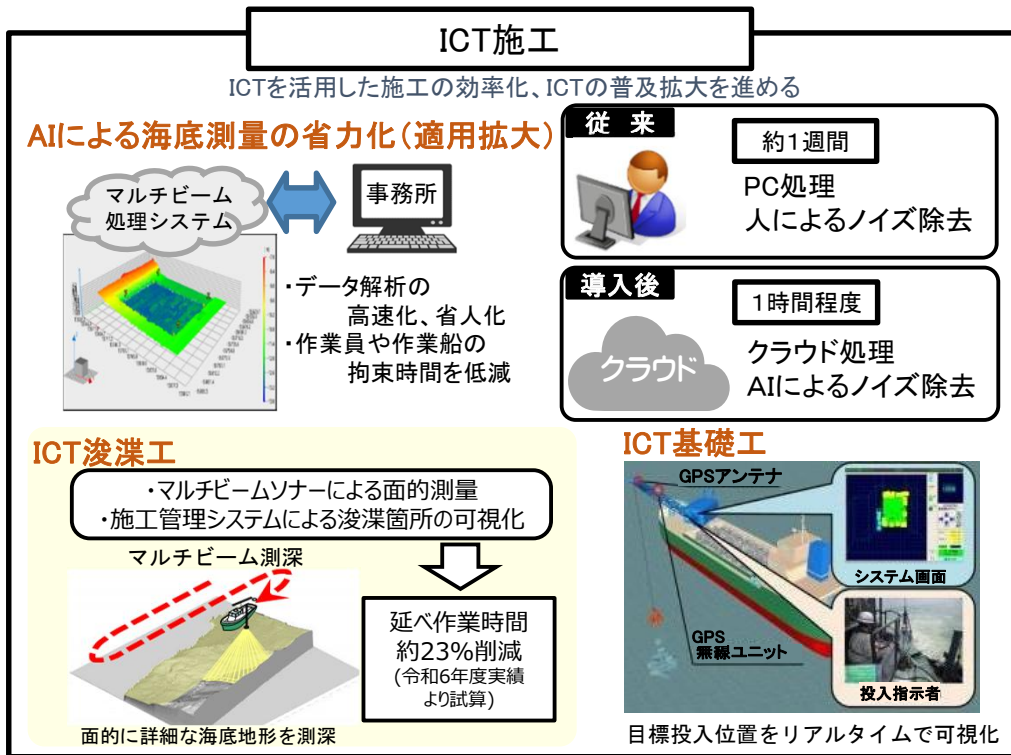 ICT施工
ICTを活用した施工の効率化、ICTの普及拡大を進める
AIによる海底測量の省力化(適用拡大)
マルチビーム
処理システム
事務所
・データ解析の
高速化、省人化
・作業員や作業船の
拘束時間を低減
従 来
約1週間
PC処理
人によるノイズ除去
導入後
1時間程度
クラウド
クラウド処理
AIによるノイズ除去
ICT浚渫工
・マルチビームソナーによる面的測量
・施工管理システムによる浚渫箇所の可視化
マルチビーム測深
延べ作業時間
約23%削減
(令和6年度実績
より試算)
面的に詳細な海底地形を測深
ICT基礎工
GPSアンテナ
システム画面
GPS
無線ユニット
投入指示者
目標投入位置をリアルタイムで可視化